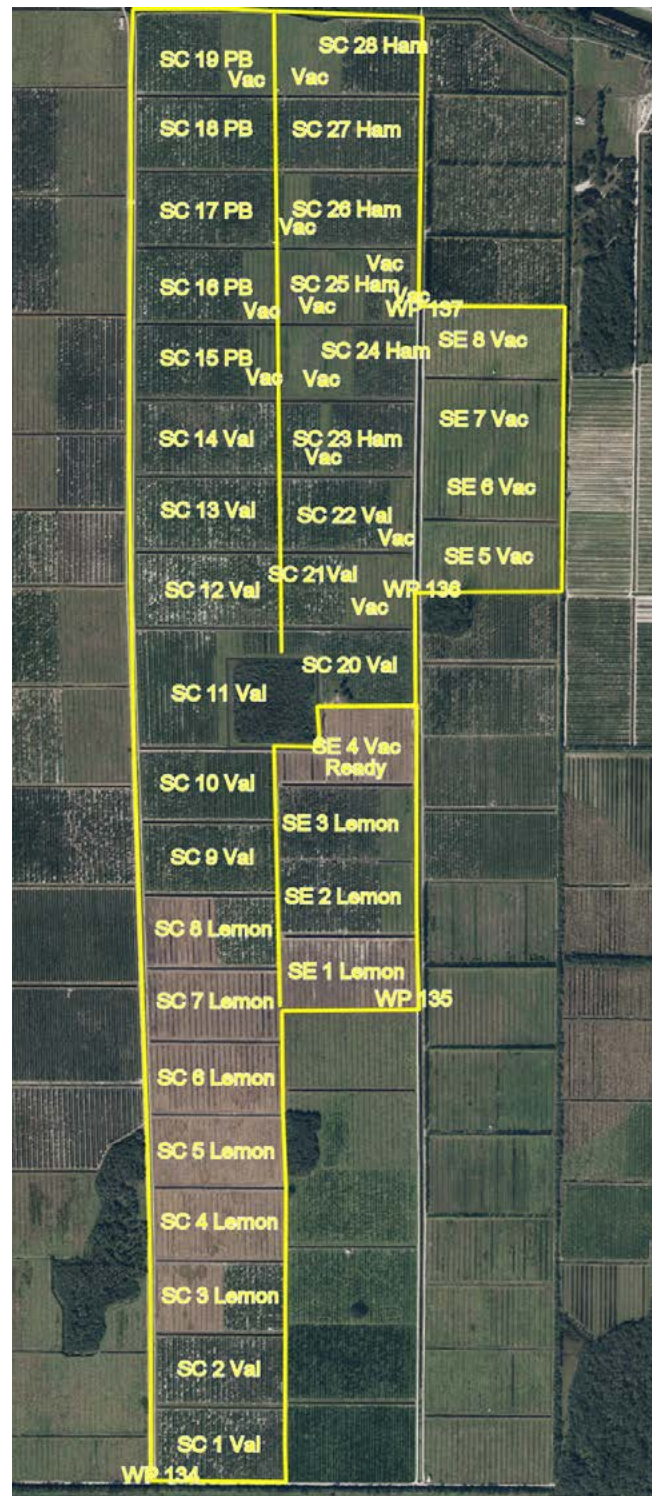 SC 19 PB
Vac
SC 28 Ham
Vac
SC 18 PB
SC 27 Ham
SC 17 PB
SC 26 Ham
Vac
SC 16 PB
Vac
Vac
SC 25 Ham
Vac
Vac
WP 137
SC 15 PB
Vac
SC 24 Ham
Vac
SE 8 Vac
SC 14 Val
SC 23 Ham
Vac
SE 7 Vac
SE 6 Vac
SC 13 Val
SC 22 Val
Vac
SE 5 Vac
SC 12 Val
SC 21Val
Vac
WP 136
SC 11 Val
SC 20 Val
SE 4 Vac
Ready
SC 10 Val
SE 3 Lemon
SC 9 Val
SE 2 Lemon
SC 8 Lemon
SE 1 Lemon
WP 135
SC 7 Lemon
SC 6 Lemon
SC 5 Lemon
SC 4 Lemon
SC 3 Lemon
SC 2 Val
SC 1 Val
WP 134